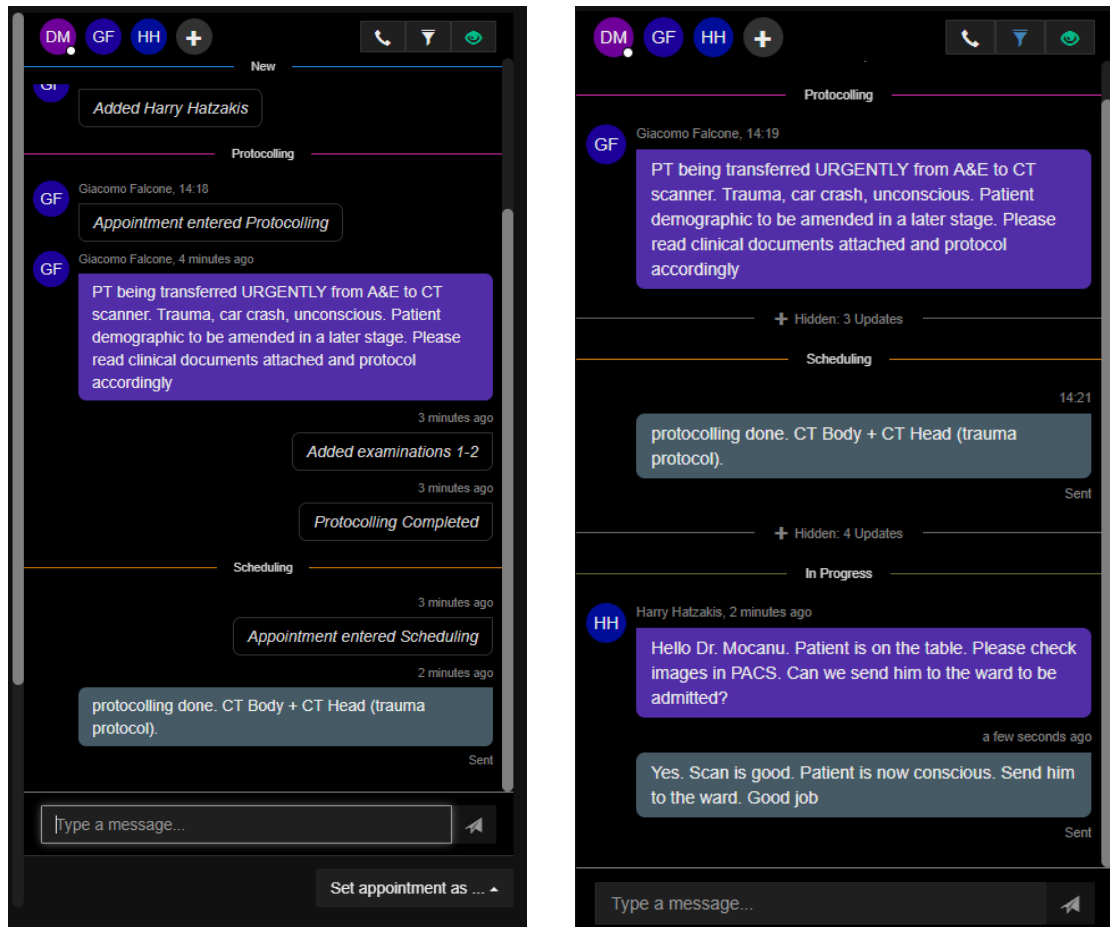 DM GF HH +
New
GF
Added Harry Hatzakis
Protocolling
Giacomo Falcone, 14:18
GF
Appointment entered Protocolling
Giacomo Falcone, 4 minutes ago
GF
PT being transferred URGENTLY from A&E to CT
scanner. Trauma, car crash, unconscious. Patient
demographic to be amended in a later stage. Please
read clinical documents attached and protocol
accordingly
3 minutes ago
Added examinations 1-2
3 minutes ago
Protocolling Completed
Scheduling
3 minutes ago
Appointment entered Scheduling
2 minutes ago
protocolling done. CT Body + CT Head (trauma
protocol).
Sent
Type a message...
Set appointment as ...
DM GF HH +
Protocolling
Giacomo Falcone, 14:19
GF
PT being transferred URGENTLY from A&E to CT
scanner. Trauma, car crash, unconscious. Patient
demographic to be amended in a later stage. Please
read clinical documents attached and protocol
accordingly
+ Hidden: 3 Updates
Scheduling
14:21
protocolling done. CT Body + CT Head (trauma
protocol).
Sent
+ Hidden: 4 Updates
In Progress
Harry Hatzakis, 2 minutes ago
HH
Hello Dr. Mocanu. Patient is on the table. Please check
images in PACS. Can we send him to the ward to be
admitted?
a few seconds ago
Yes. Scan is good. Patient is now conscious. Send him
to the ward. Good job
Sent
Type a message...